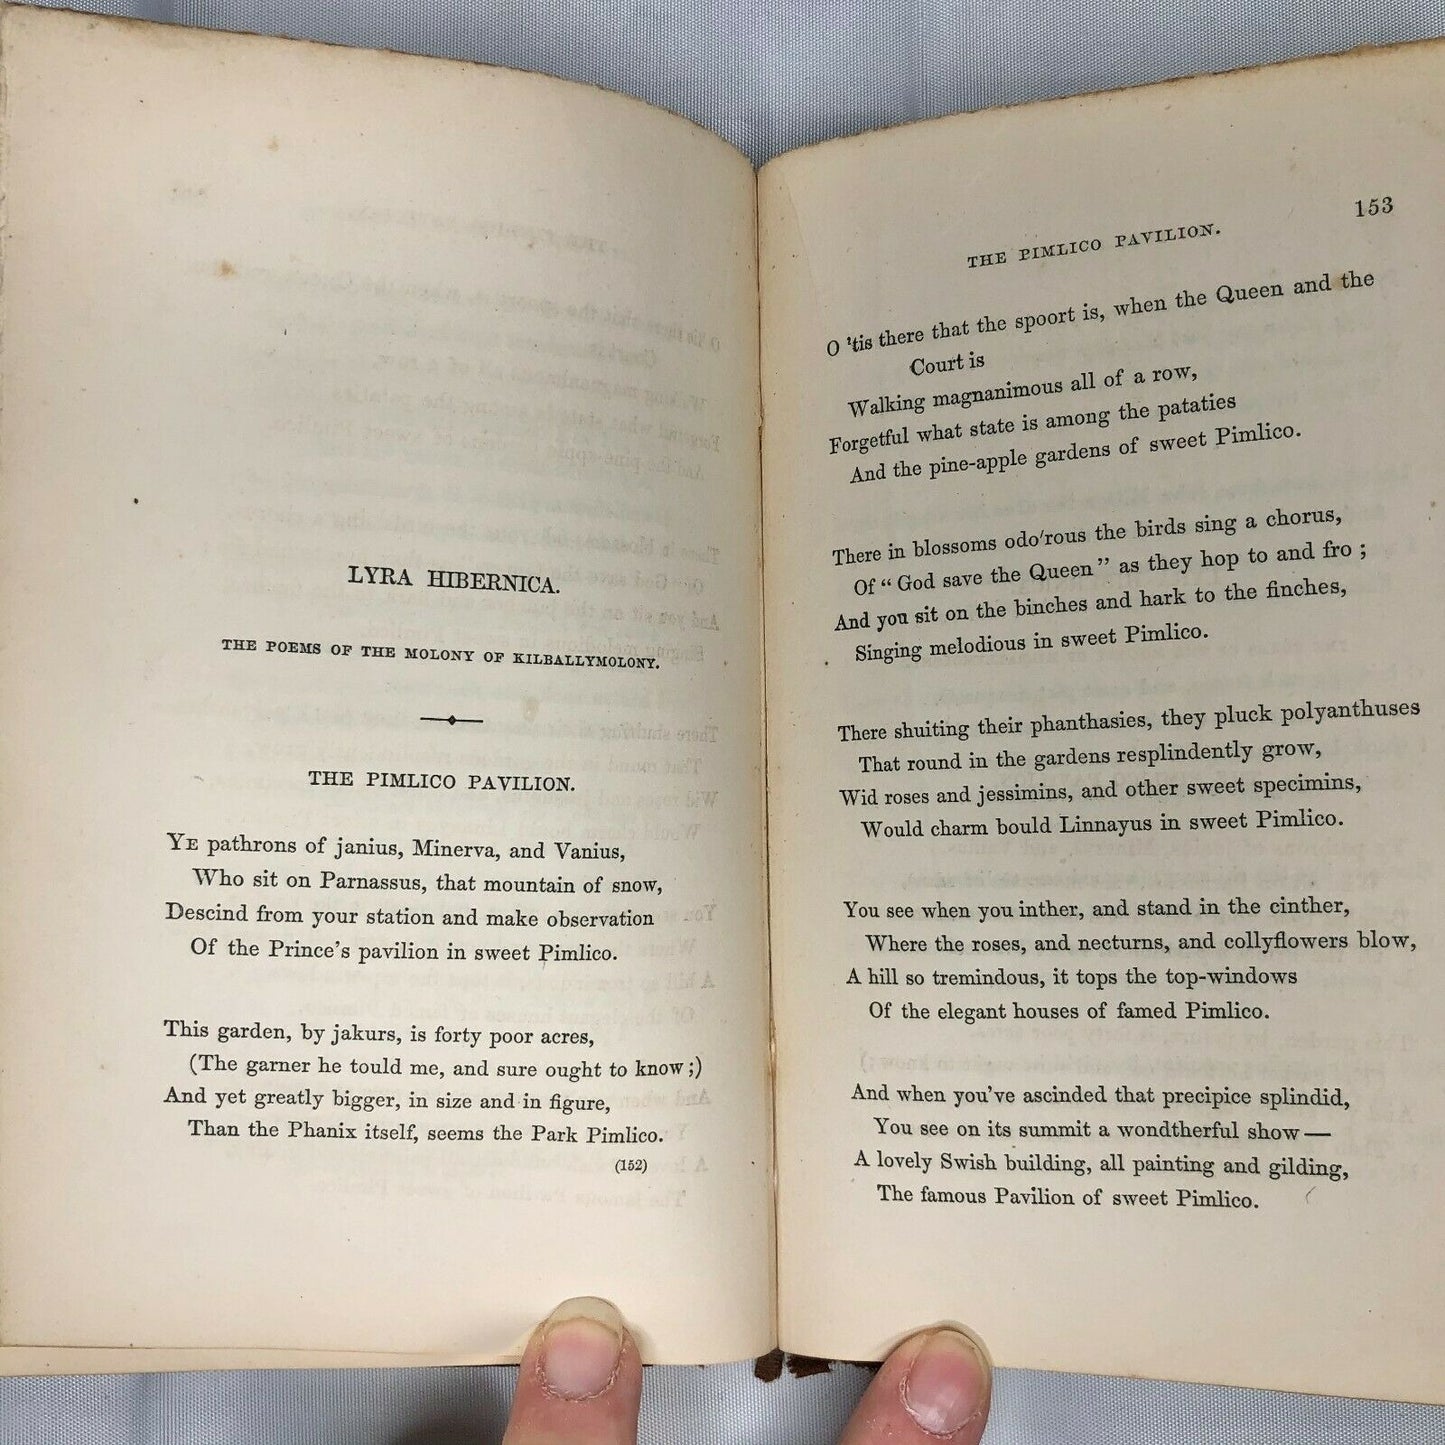 LYRA HIBERNICA.
THE POEMS OF THE MOLONY OF KILBALLYMOLONY.
THE PIMLICO PAVILION.
YE pathrons of janius, Minerva, and Vanius,
Who sit on Parnassus, that mountain of snow,
Descind from your station and make observation
Of the Prince's pavilion in sweet Pimlico.
This garden, by jakurs, is forty poor acres,
(The garner he tould me, and sure ought to know;)
And yet greatly bigger, in size and in figure,
Than the Phanix itself, seems the Park Pimlico.
(152)
THE PIMLICO PAVILION.
153
O 'tis there that the spoort is, when the Queen and the
Court is
Walking magnanimous all of a row,
Forgetful what state is among the pataties
And the pine-apple gardens of sweet Pimlico.
There in blossoms odo'rous the birds sing a chorus,
Of "God save the Queen" as they hop to and fro;
And you sit on the binches and hark to the finches,
Singing melodious in sweet Pimlico.
There shuiting their phanthasies, they pluck polyanthuses
That round in the gardens resplindently grow,
Wid roses and jessimins, and other sweet specimins,
Would charm bould Linnayus in sweet Pimlico.
You see when you inther, and stand in the cinther,
Where the roses, and necturns, and collyflowers blow,
A hill so tremindous, it tops the top-windows
Of the elegant houses of famed Pimlico.
And when you've ascinded that precipice splindid,
You see on its summit a wondtherful show—
A lovely Swish building, all painting and gilding,
The famous Pavilion of sweet Pimlico.